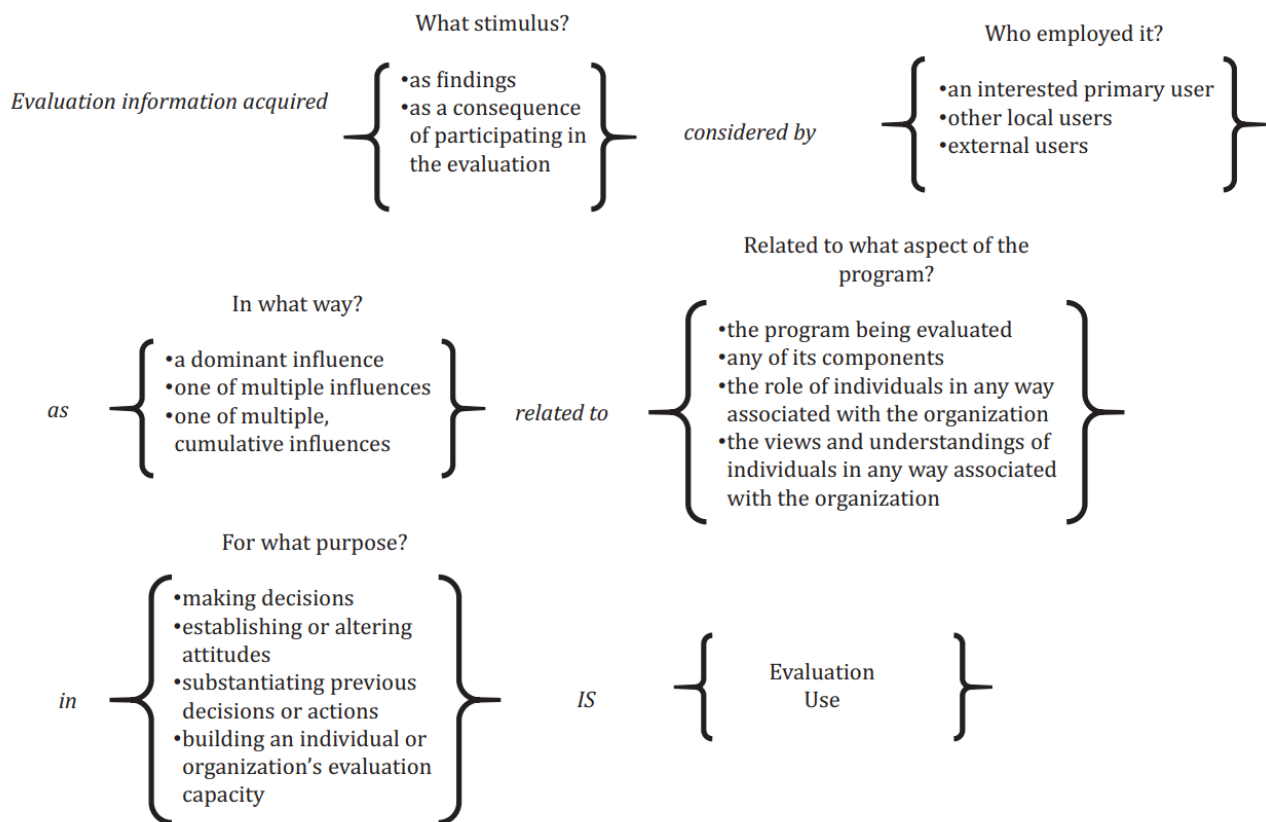 What stimulus?
Evaluation information acquired
•as findings
•as a consequence
of participating in
the evaluation
considered by
Who employed it?
•an interested primary user
•other local users
•external users
as
In what way?
•a dominant influence
•one of multiple influences
•one of multiple,
cumulative influences
related to
Related to what aspect of the
program?
•the program being evaluated
•any of its components
•the role of individuals in any way
associated with the organization
•the views and understandings of
individuals in any way associated
with the organization
in
For what purpose?
•making decisions
•establishing or altering
attitudes
•substantiating previous
decisions or actions
•building an individual or
organization’s evaluation
capacity
IS
Evaluation
Use